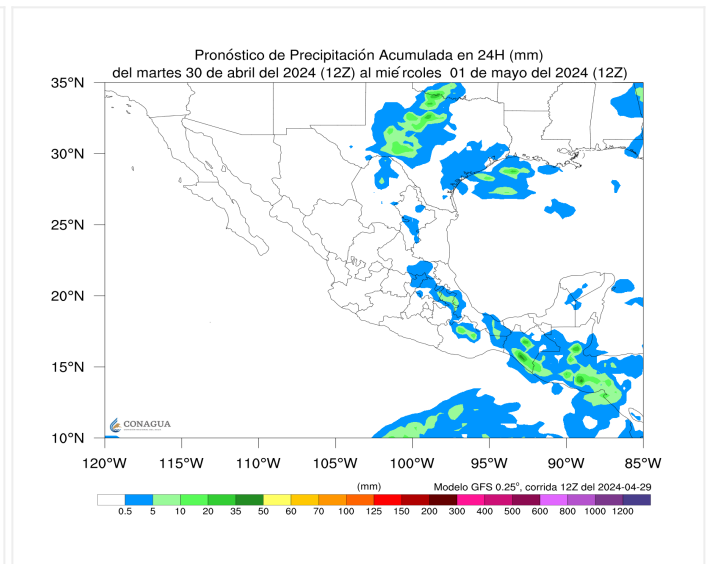 Pronóstico de Precipitación Acumulada en 24H (mm)
del martes 30 de abril del 2024 (12Z) al miércoles 01 de mayo del 2024 (12Z)
35°N
30°N
25°N
20°N
15°N
10°N
CONAGUA
120°W 115°W 110°W 105°W 100°W 95°W 90°W 85°W
(mm) Modelo GFS 0.25°, corrida 12Z del 2024-04-29
0.5 5 10 20 35 50 60 70 100 125 150 200 300 400 500 600 800 1000 1200